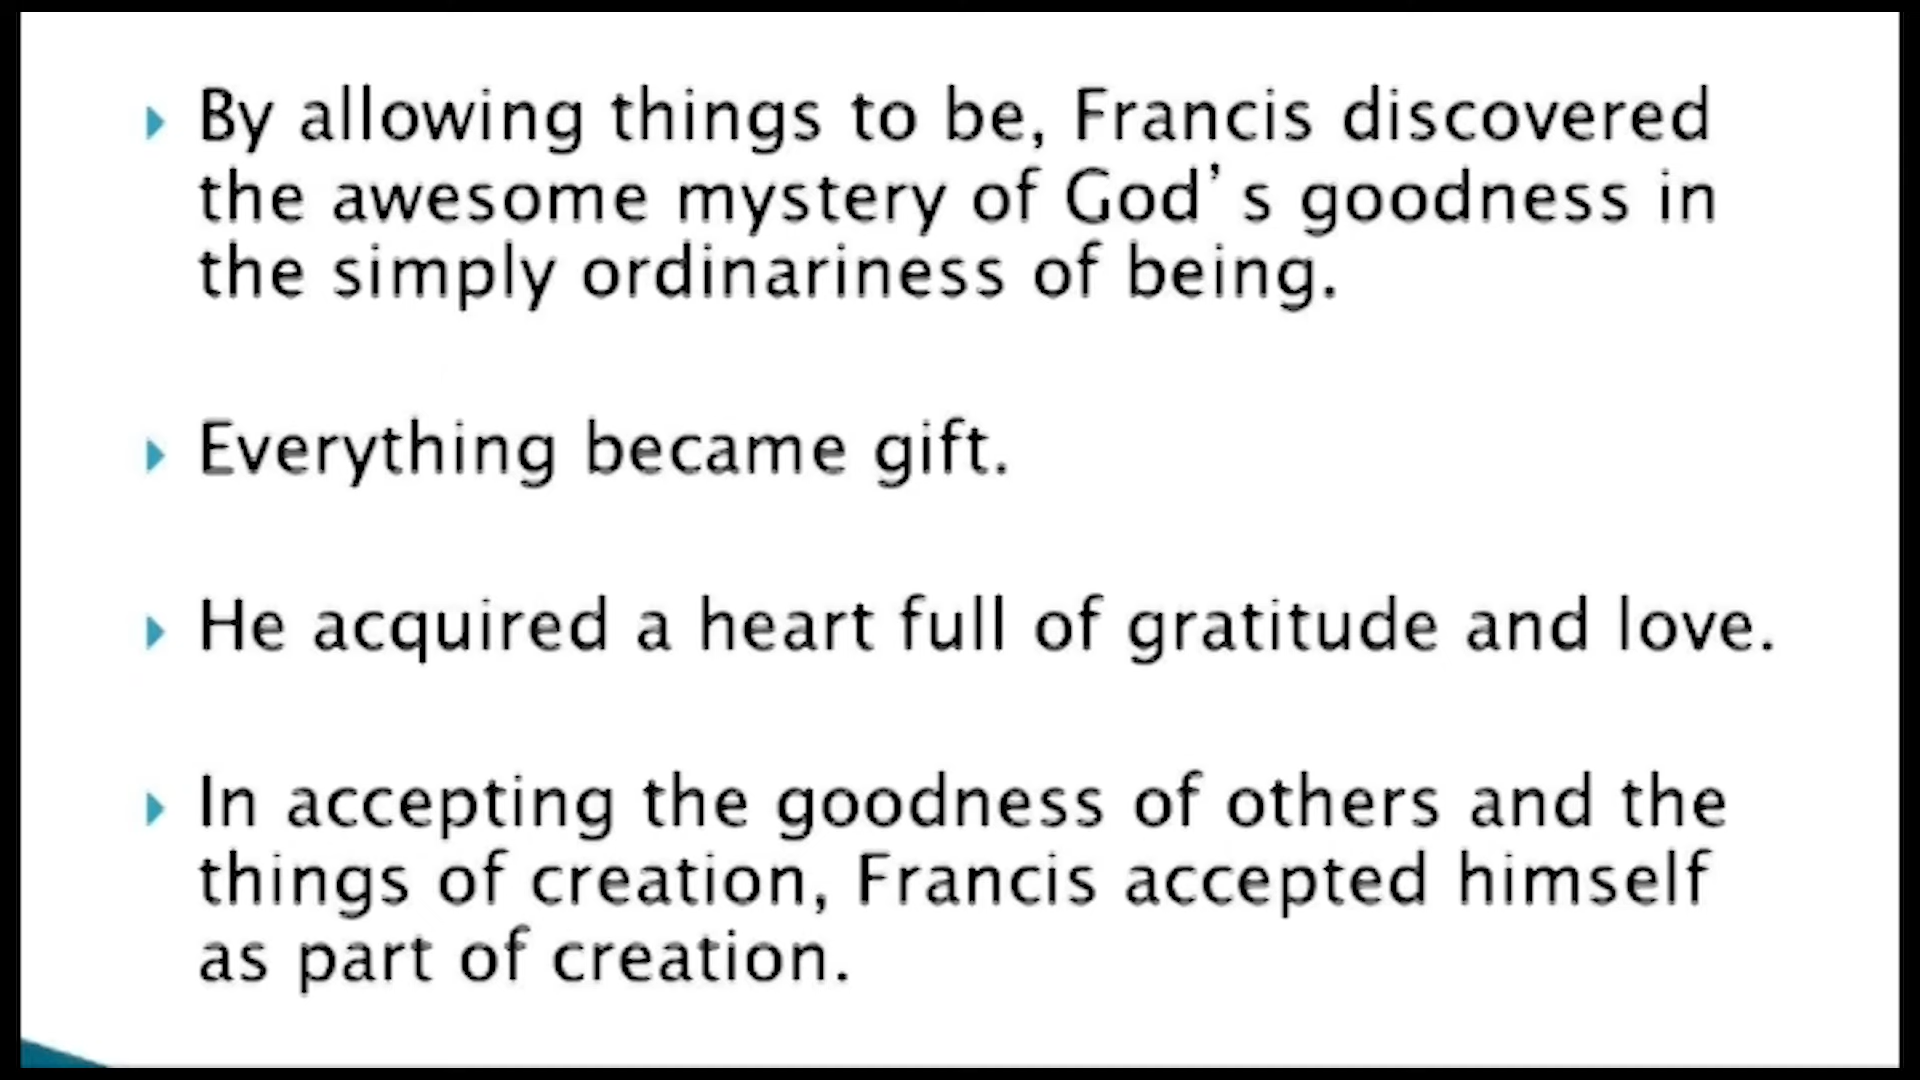 By allowing things to be, Francis discovered
the awesome mystery of God’s goodness in
the simply ordinariness of being.
Everything became gift.
He acquired a heart full of gratitude and love.
In accepting the goodness of others and the
things of creation, Francis accepted himself
as part of creation.